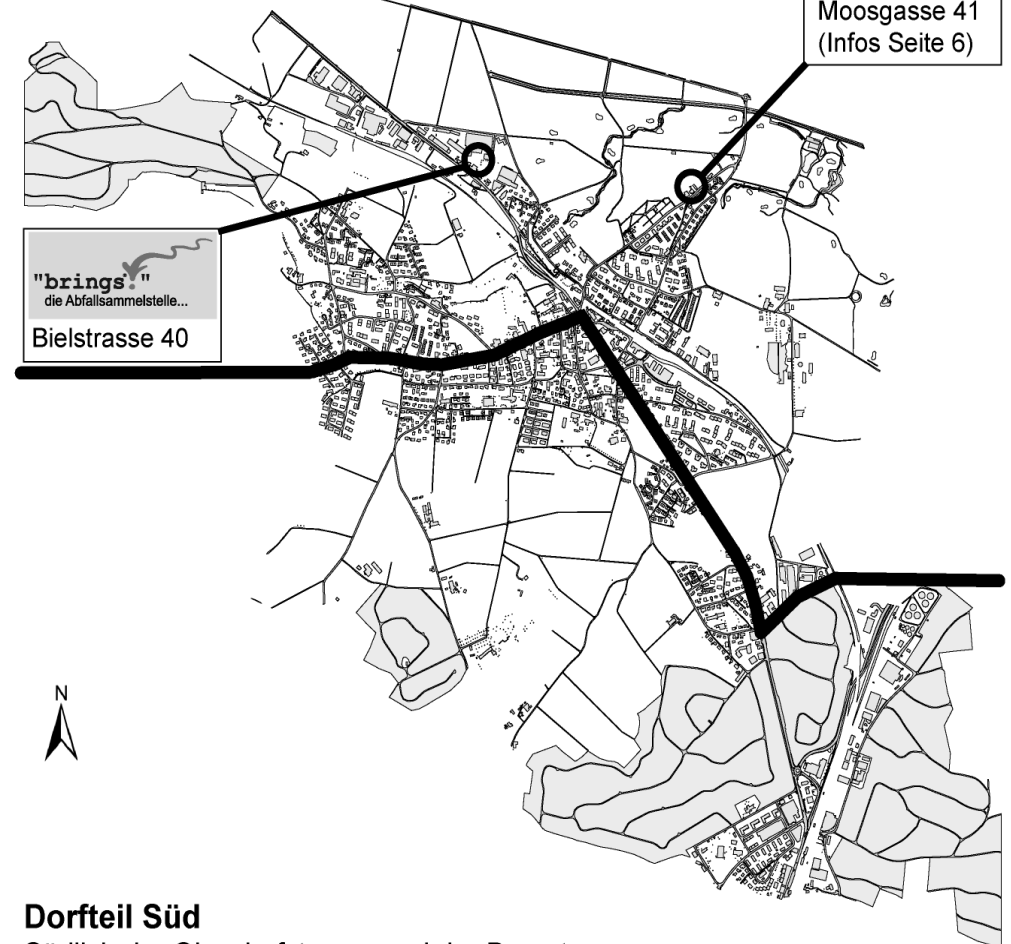 Moosgasse 41
(Infos Seite 6)
"brings!"
die Abfallsammelstelle...
Bielstrasse 40
N
Dorfteil Süd